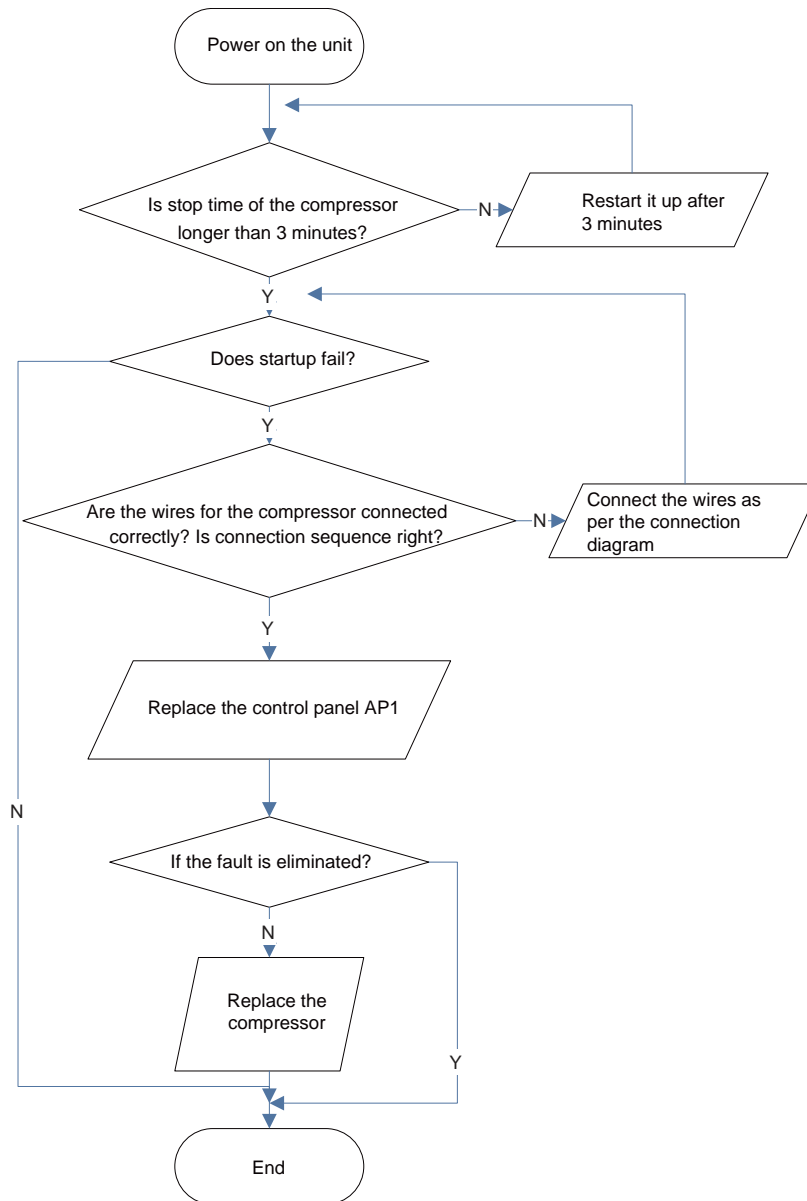 Power on the unit
Is stop time of the compressor
longer than 3 minutes?
N
Restart it up after
3 minutes
Y
Does startup fail?
Y
Are the wires for the compressor connected
correctly? Is connection sequence right?
N
Connect the wires as
per the connection
diagram
Y
Replace the control panel AP1
N
If the fault is eliminated?
N
Replace the
compressor
Y
End